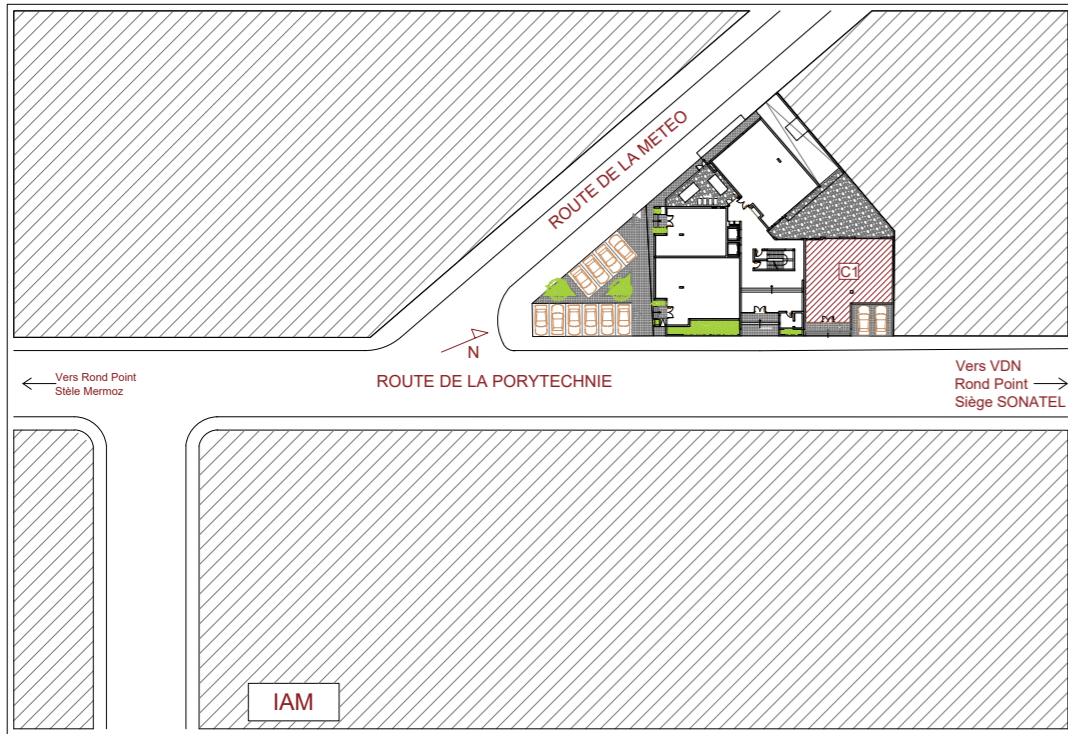 ROUTE DE LA METEO
C1
N
Vers Rond Point
Stèle Mermoz
ROUTE DE LA PORYTECHNIE
Vers VDN
Rond Point
Siège SONATEL
IAM